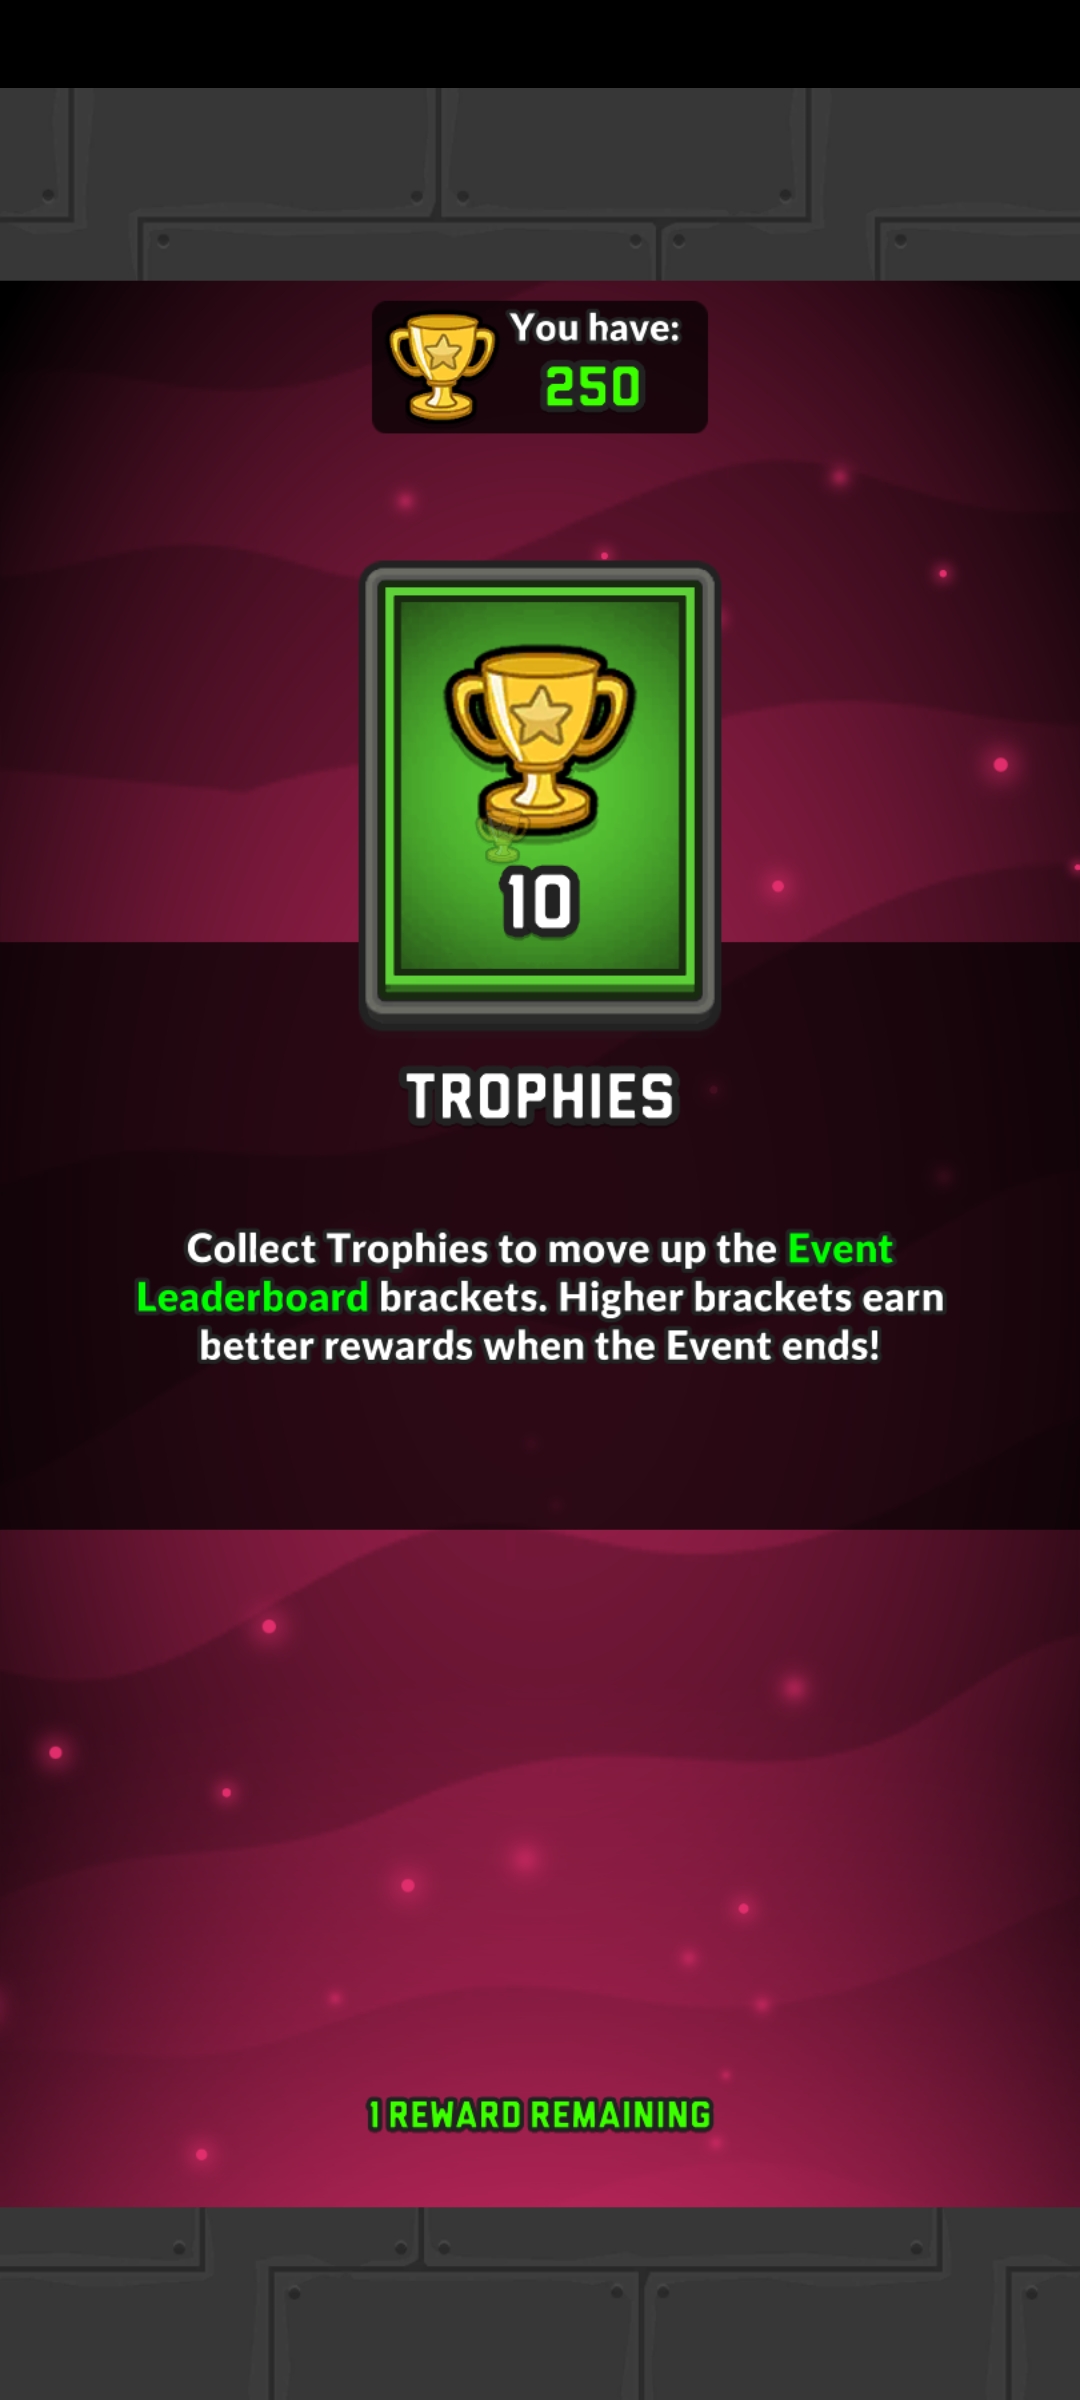 You have:
250
10
TROPHIES
Collect Trophies to move up the Event
Leaderboard brackets. Higher brackets earn
better rewards when the Event ends!
1 REWARD REMAINING